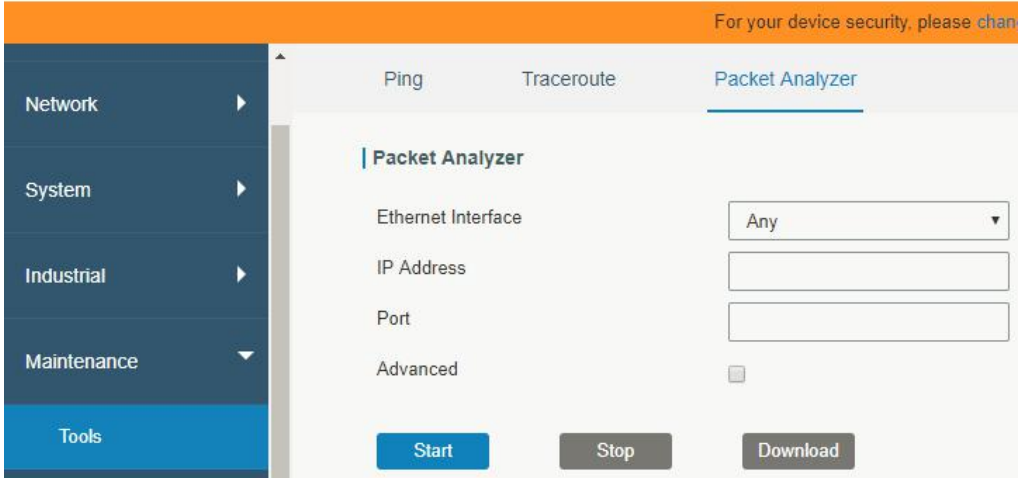 For your device security, please
Network
System
Industrial
Maintenance
Tools
Ping Traceroute Packet Analyzer
Packet Analyzer
Ethernet Interface Any
IP Address
Port
Advanced
Start Stop Download